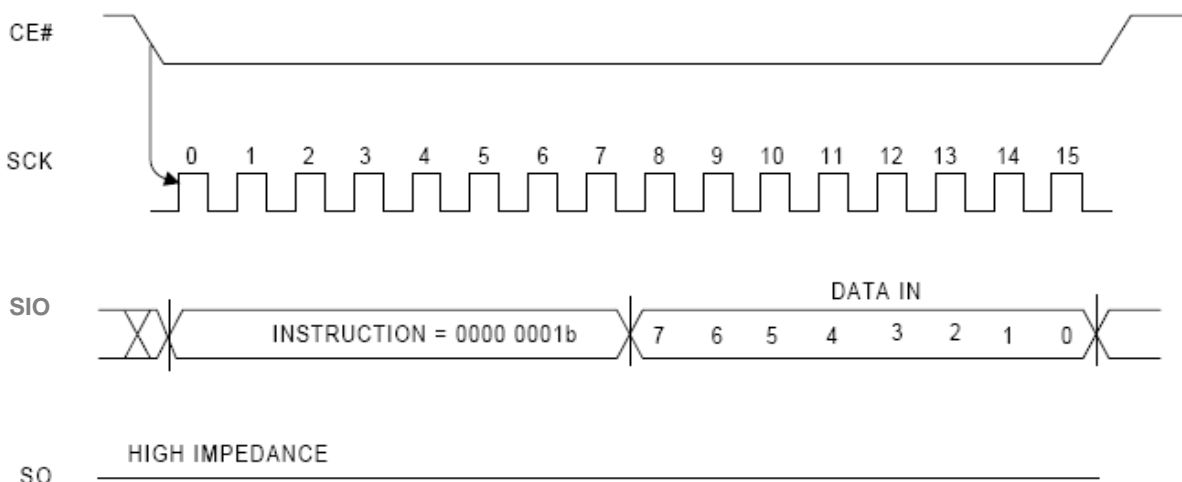 CE#
SCK
0 1 2 3 4 5 6 7 8 9 10 11 12 13 14 15
SIO
DATA IN
INSTRUCTION = 0000 0001b
7 6 5 4 3 2 1 0
HIGH IMPEDANCE
SO